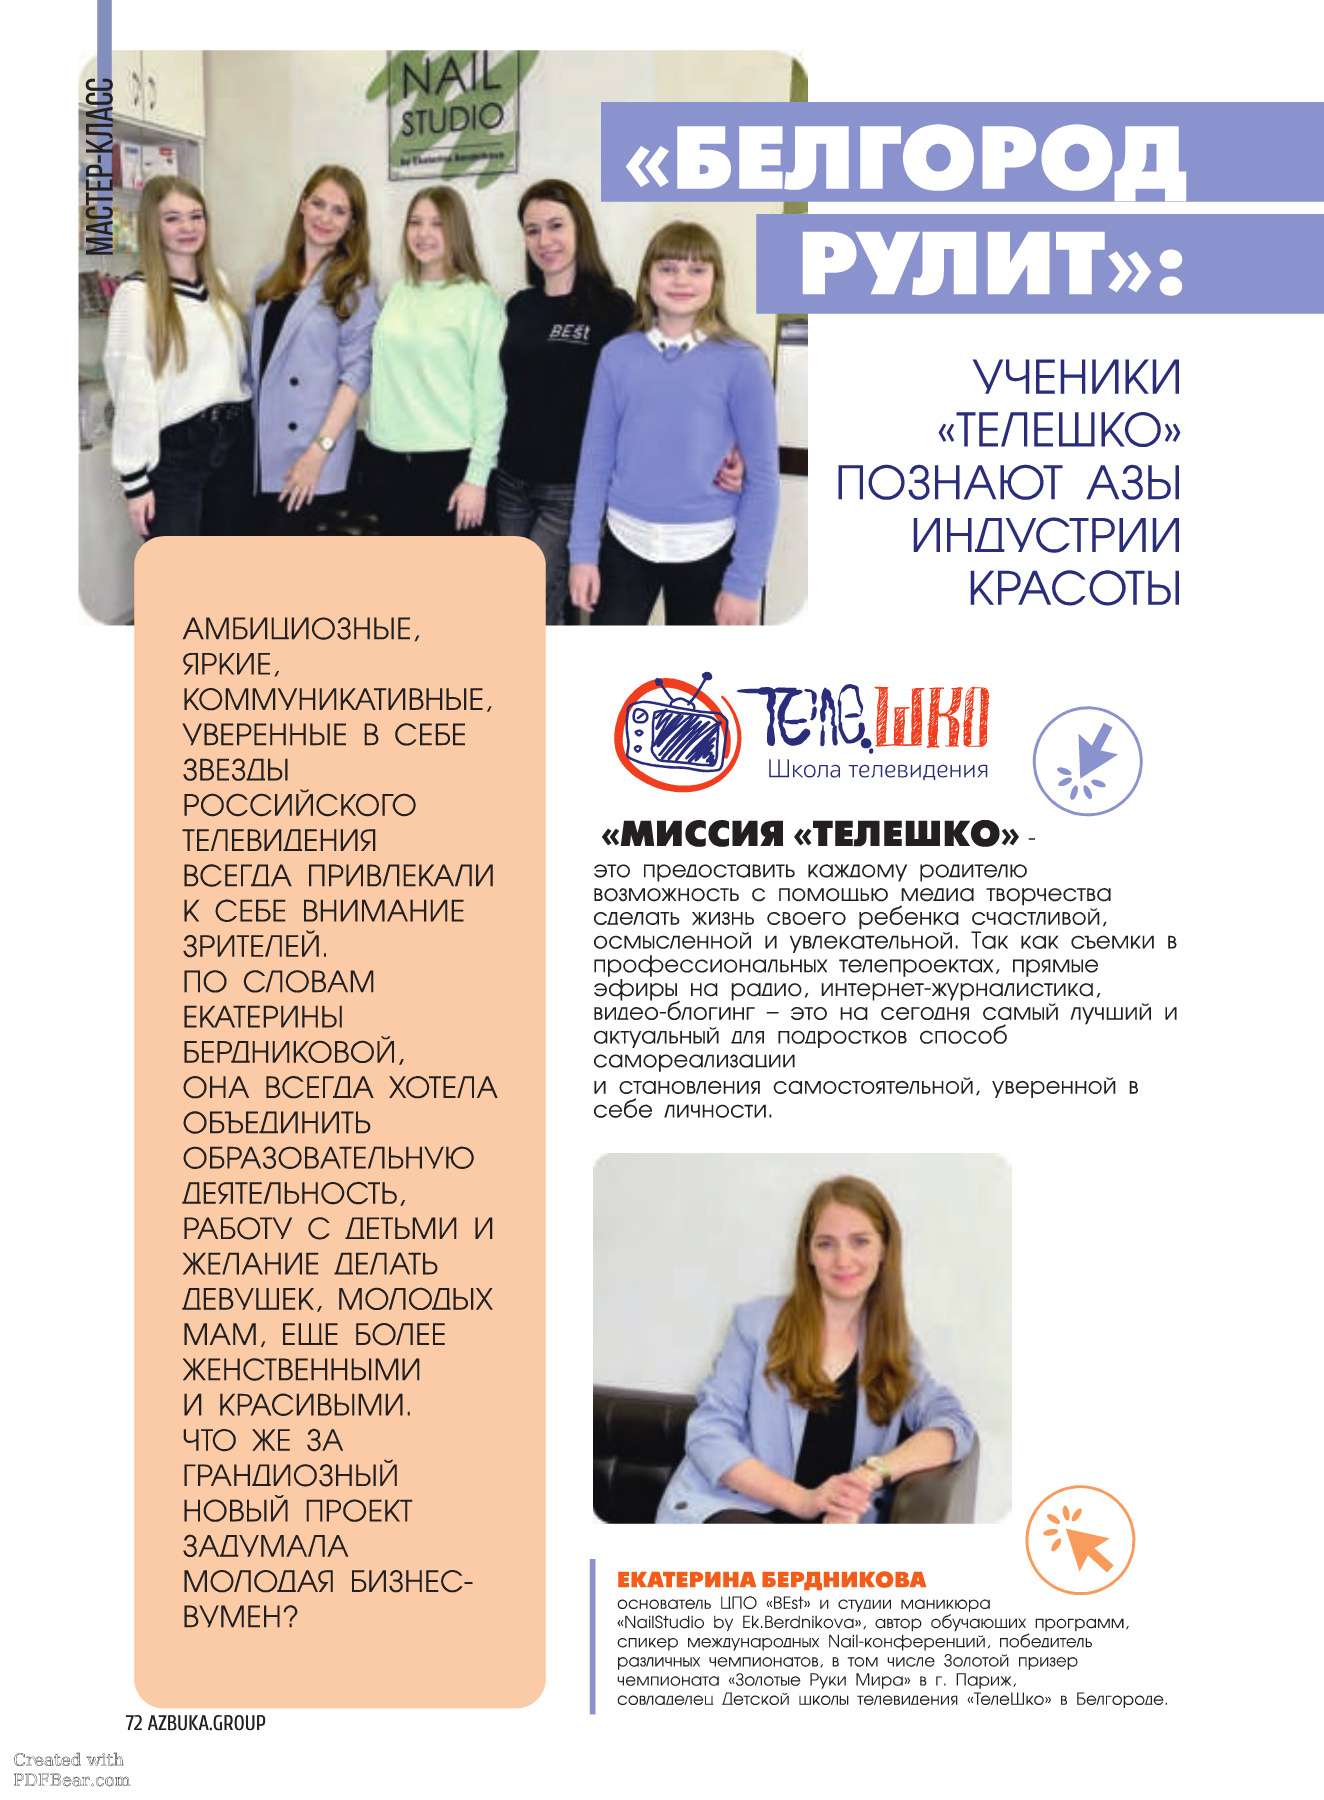 МАСТЕР-КЛАСС
NAIL
STUDIO
by Ekaterina Berdnikova
BEst
«БЕЛГОРОД
РУЛИТ»:
УЧЕНИКИ
«ТЕЛЕШКО»
ПОЗНАЮТ АЗЫ
ИНДУСТРИИ
КРАСОТЫ
АМБИЦИОЗНЫЕ,
ЯРКИЕ,
КОММУНИКАТИВНЫЕ,
УВЕРЕННЫЕ В СЕБЕ
ЗВЕЗДЫ
РОССИЙСКОГО
ТЕЛЕВИДЕНИЯ
ВСЕГДА ПРИВЛЕКАЛИ
К СЕБЕ ВНИМАНИЕ
ЗРИТЕЛЕЙ.
ПО СЛОВАМ
ЕКАТЕРИНЫ
БЕРДНИКОВОЙ,
ОНА ВСЕГДА ХОТЕЛА
ОБЪЕДИНИТЬ
ОБРАЗОВАТЕЛЬНУЮ
ДЕЯТЕЛЬНОСТЬ,
РАБОТУ С ДЕТЬМИ И
ЖЕЛАНИЕ ДЕЛАТЬ
ДЕВУШЕК, МОЛОДЫХ
МАМ, ЕЩЕ БОЛЕЕ
ЖЕНСТВЕННЫМИ
И КРАСИВЫМИ.
ЧТО ЖЕ ЗА
ГРАНДИОЗНЫЙ
НОВЫЙ ПРОЕКТ
ЗАДУМАЛА
МОЛОДАЯ БИЗНЕС-
ВУМЕН?
ТЕЛЕ.ШКО
Школа телевидения
«МИССИЯ «ТЕЛЕШКО» -
это предоставить каждому родителю
возможность с помощью медиа творчества
сделать жизнь своего ребенка счастливой,
осмысленной и увлекательной. Так как съемки в
профессиональных телепроектах, прямые
эфиры на радио, интернет-журналистика,
видео-блогинг – это на сегодня самый лучший и
актуальный для подростков способ
самореализации
и становления самостоятельной, уверенной в
себе личности.
ЕКАТЕРИНА БЕРДНИКОВА
основатель ЦПО «BEst» и студии маникюра
«NailStudio by Ek.Berdnikova», автор обучающих программ,
спикер международных Nail-конференций, победитель
различных чемпионатов, в том числе Золотой призер
чемпионата «Золотые Руки Мира» в г. Париж,
совладелец Детской школы телевидения «ТелеШко» в Белгороде.
72 AZBUKA.GROUP
Created with
PDFBear.com